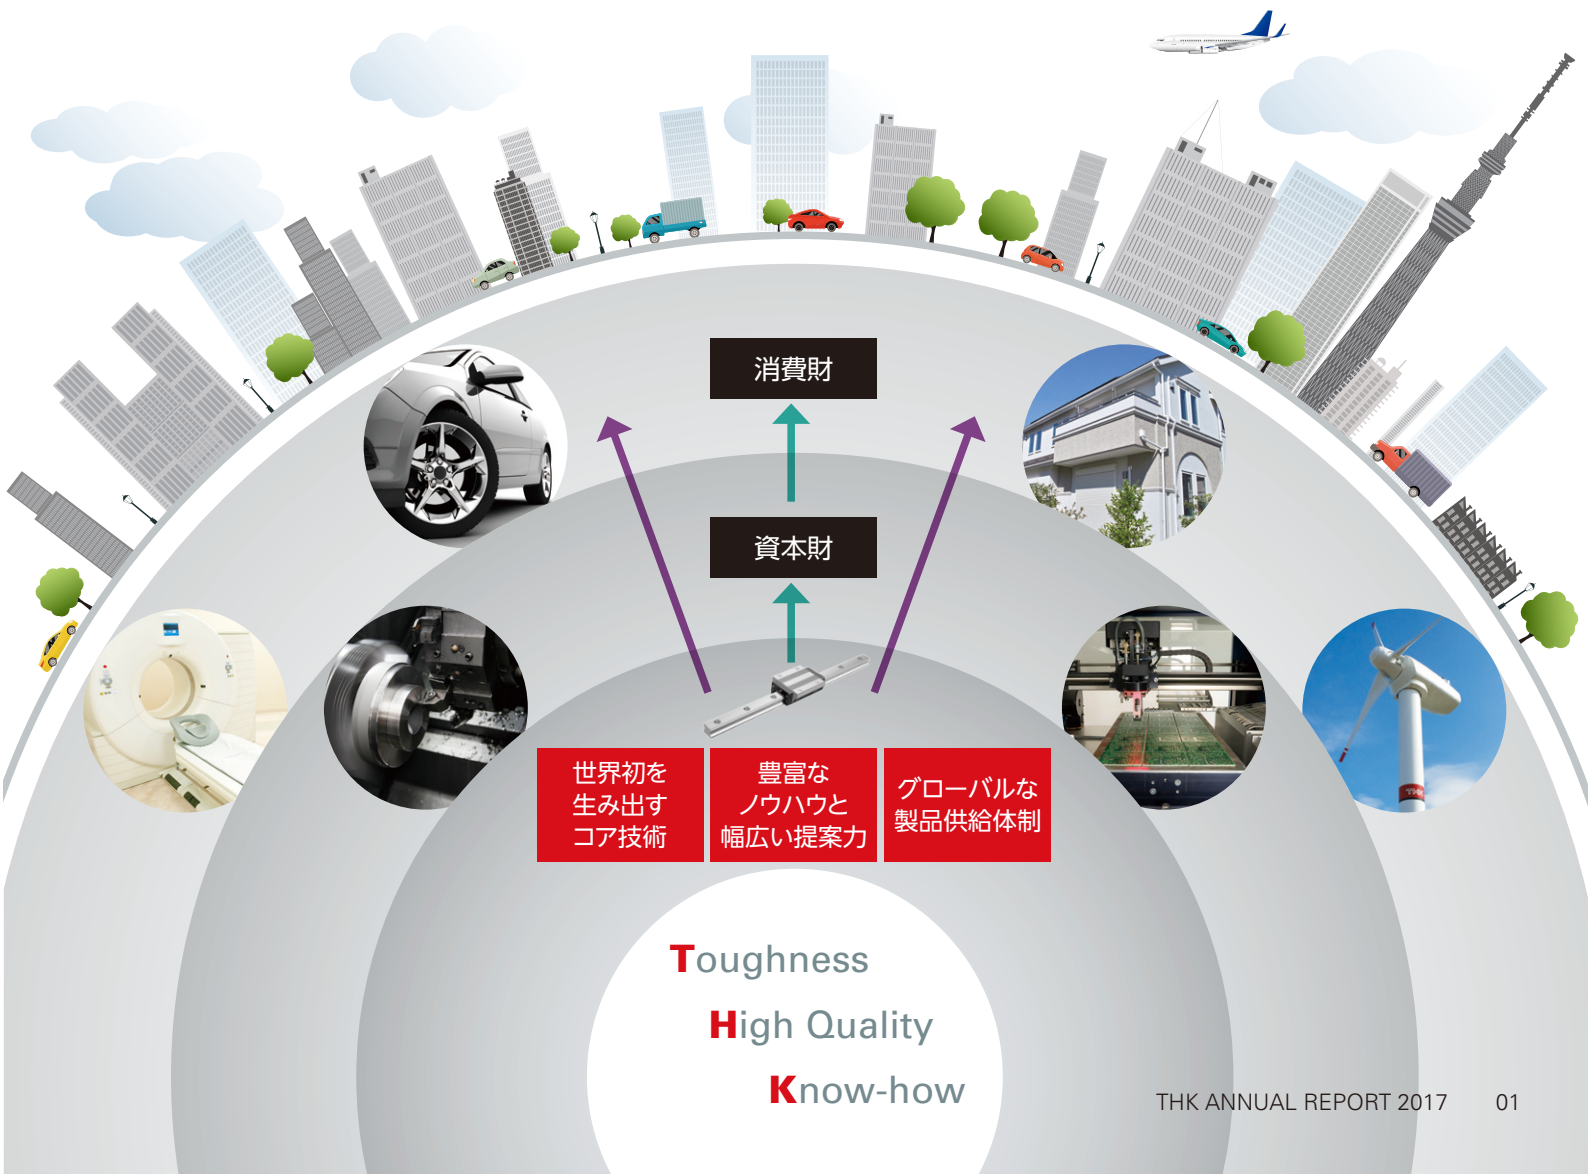 消費財
資本財
世界初を
生み出す
コア技術
豊富な
ノウハウと
幅広い提案力
グローバルな
製品供給体制
THK
Toughness
High Quality
Know-how
THK ANNUAL REPORT 2017 01